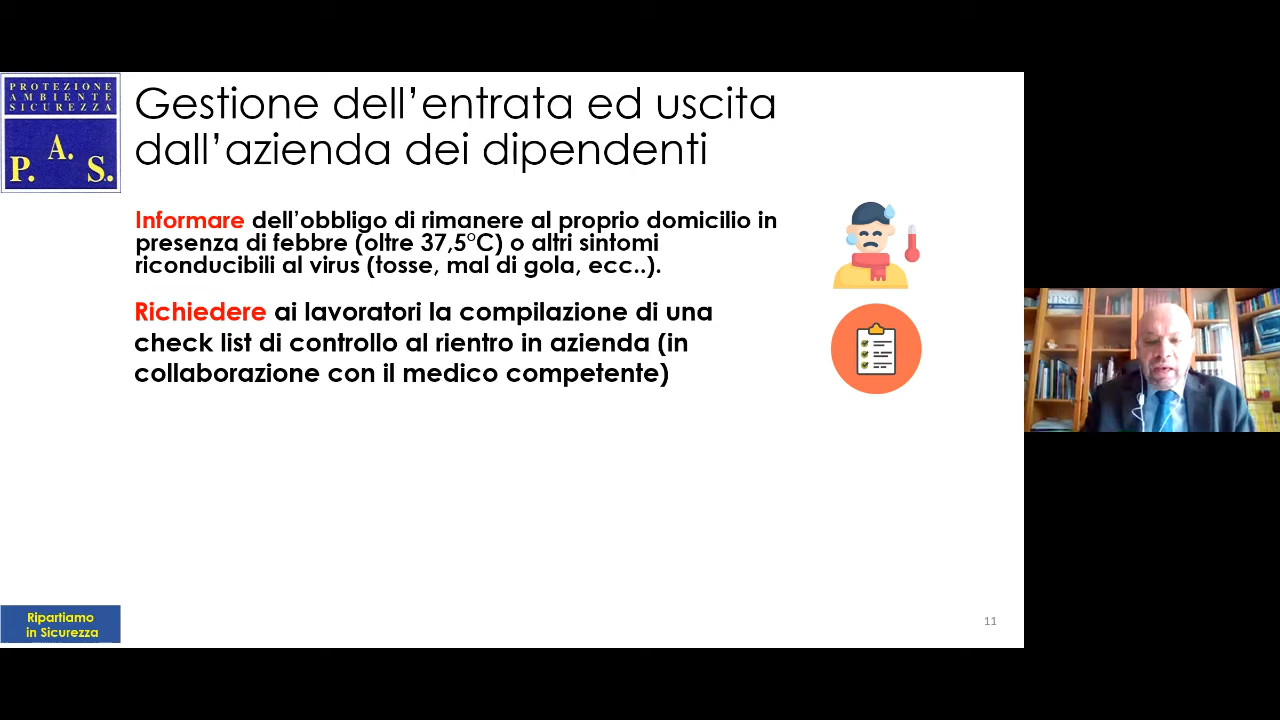 PROTEZIONE
AMBIENTE
SICUREZZA
P. A. S.
Gestione dell’entrata ed uscita
dall’azienda dei dipendenti
Informare dell’obbligo di rimanere al proprio domicilio in
presenza di febbre (oltre 37,5°C) o altri sintomi
riconducibili al virus (tosse, mal di gola, ecc..).
Richiedere ai lavoratori la compilazione di una
check list di controllo al rientro in azienda (in
collaborazione con il medico competente)
Ripartiamo
in Sicurezza
11